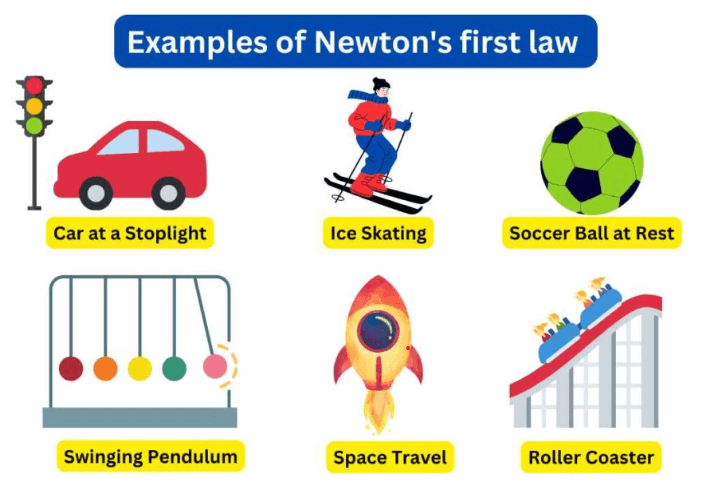 Examples of Newton's first law
Car at a Stoplight
Ice Skating
Soccer Ball at Rest
Swinging Pendulum
Space Travel
Roller Coaster